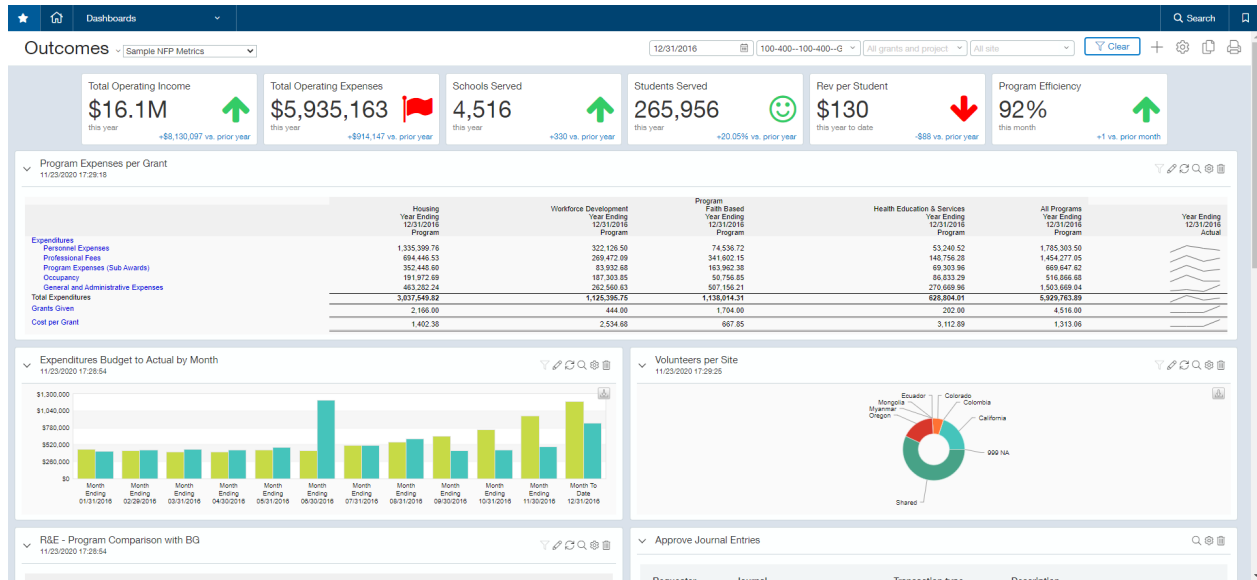 Dashboards
Search
Outcomes
Sample NFP Metrics
12/31/2016
100-400--100-400--G
All grants and project
All site
Clear
Total Operating Income
$16.1M
this year
+$8,130,097 vs. prior year
Total Operating Expenses
$5,935,163
this year
+$914,147 vs. prior year
Schools Served
4,516
this year
+330 vs. prior year
Students Served
265,956
this year
+20.05% vs. prior year
Rev per Student
$130
this year to date
-$88 vs. prior year
Program Efficiency
92%
this month
+1 vs. prior month
Program Expenses per Grant
11/23/2020 17:29:18
Program
Housing Workforce Development Faith Based Health Education & Services All Programs
Year Ending Year Ending Year Ending Year Ending Year Ending Year Ending
12/31/2016 12/31/2016 12/31/2016 12/31/2016 12/31/2016 12/31/2016
Program Program Program Program Program Actual
Expenditures
Personnel Expenses 1,335,399.76 322,126.50 74,536.72 53,240.52 1,785,303.50
Professional Fees 694,446.53 269,472.09 341,602.15 148,756.28 1,454,277.05
Program Expenses (Sub Awards) 352,448.60 83,932.68 163,962.38 69,303.96 669,647.62
Occupancy 191,972.69 187,303.85 50,756.85 86,833.29 516,866.68
General and Administrative Expenses 463,282.24 262,560.63 507,156.21 270,669.96 1,503,669.04
Total Expenditures 3,037,549.82 1,125,395.75 1,138,014.31 628,804.01 5,929,763.89
Grants Given 2,166.00 444.00 1,704.00 202.00 4,516.00
Cost per Grant 1,402.38 2,534.68 667.85 3,112.89 1,313.06
Expenditures Budget to Actual by Month
11/23/2020 17:28:54
$1,300,000
$1,040,000
$780,000
$520,000
$260,000
$0
Month Month Month Month Month Month Month Month Month Month Month Month To
Ending Ending Ending Ending Ending Ending Ending Ending Ending Ending Ending Date
01/31/2016 02/29/2016 03/31/2016 04/30/2016 05/31/2016 06/30/2016 07/31/2016 08/31/2016 09/30/2016 10/31/2016 11/30/2016 12/31/2016
Volunteers per Site
11/23/2020 17:29:25
Ecuador
Colorado
Mongolia
Colombia
Myanmar
Oregon
California
999 NA
Shared
R&E - Program Comparison with BG
11/23/2020 17:28:54
Approve Journal Entries
Requester Journal Transaction type Description